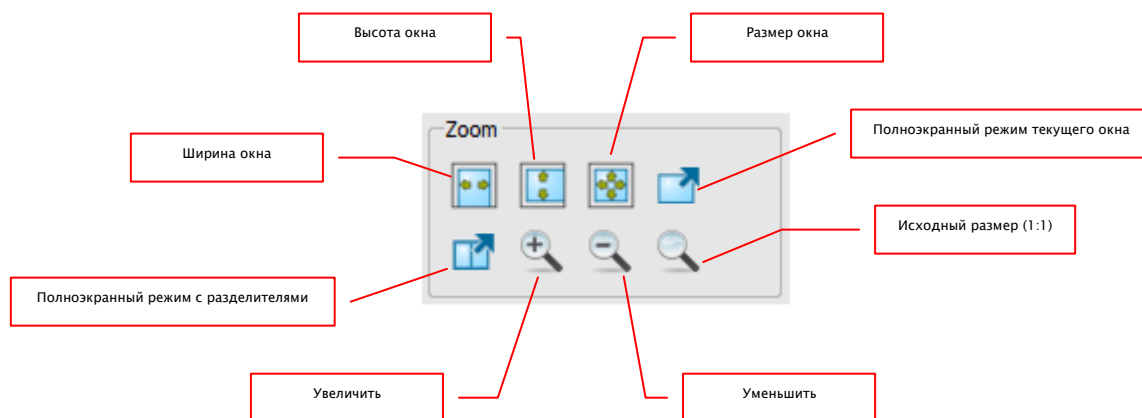 Высота окна
Размер окна
Zoom
Полноэкранный режим текущего окна
Ширина окна
Исходный размер (1:1)
Полноэкранный режим с разделителями
Увеличить
Уменьшить